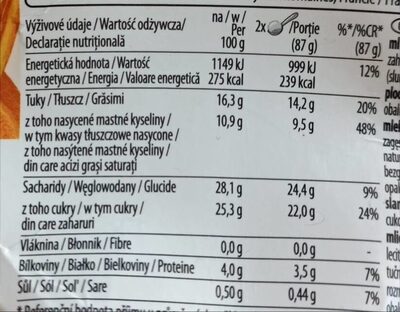 Výživové údaje / Wartość odżywcza / na / w / 2x /Porție %*/%CR*
Declarație nutrițională Per 100 g (87 g) (87 g)
Energetická hodnota / Wartość 1149 kJ 999 kJ
energetyczna / Energia / Valoare energetică 275 kcal 239 kcal 12%
Tuky / Tłuszcz / Grăsimi 16,3 g 14,2 g 20%
z toho nasycené mastné kyseliny / 10,9 g 9,5 g 48%
w tym kwasy tłuszczowe nasycone /
z toho nasýtené mastné kyseliny /
din care acizi grași saturați
Sacharidy / Węglowodany / Glucide 28,1 g 24,4 g 9%
z toho cukry / w tym cukry / 25,3 g 22,0 g 24%
din care zaharuri
Vláknina / Błonnik / Fibre 0,0 g 0,0 g -
Bílkoviny / Białko / Bielkoviny / Proteine 4,0 g 3,5 g 7%
Sůl / Sól / Soľ / Sare 0,50 g 0,44 g 7%